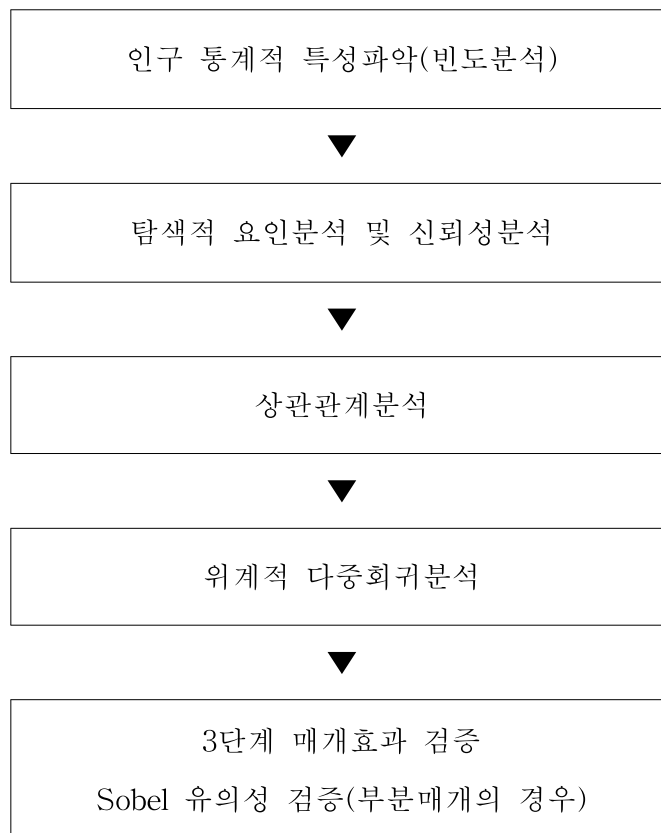 인구 통계적 특성파악(빈도분석)
탐색적 요인분석 및 신뢰성분석
상관관계분석
위계적 다중회귀분석
3단계 매개효과 검증
Sobel 유의성 검증(부분매개의 경우)